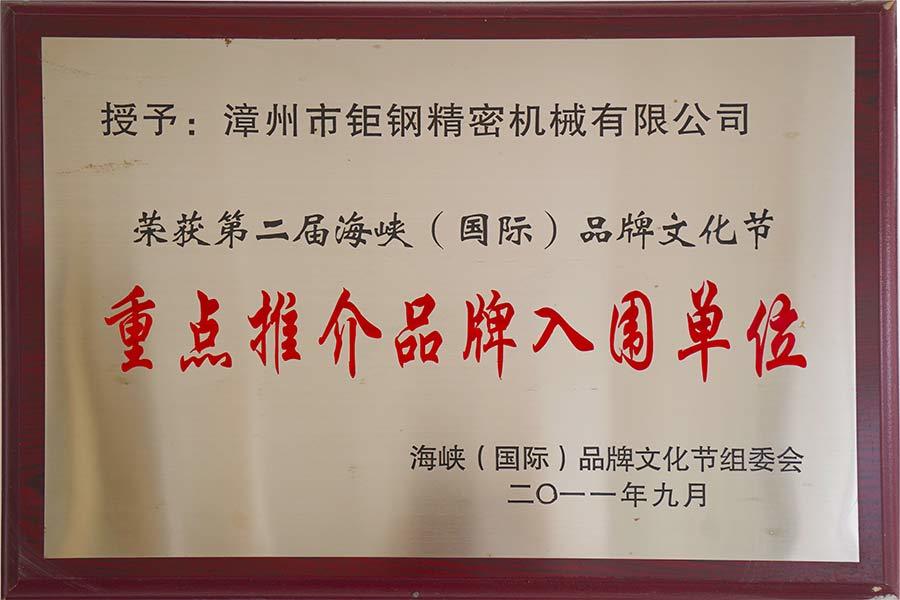 授予：漳州市钜钢精密机械有限公司
荣获第二届海峡（国际）品牌文化节
重点推介品牌入围单位
海峡（国际）品牌文化节组委会
二〇一一年九月